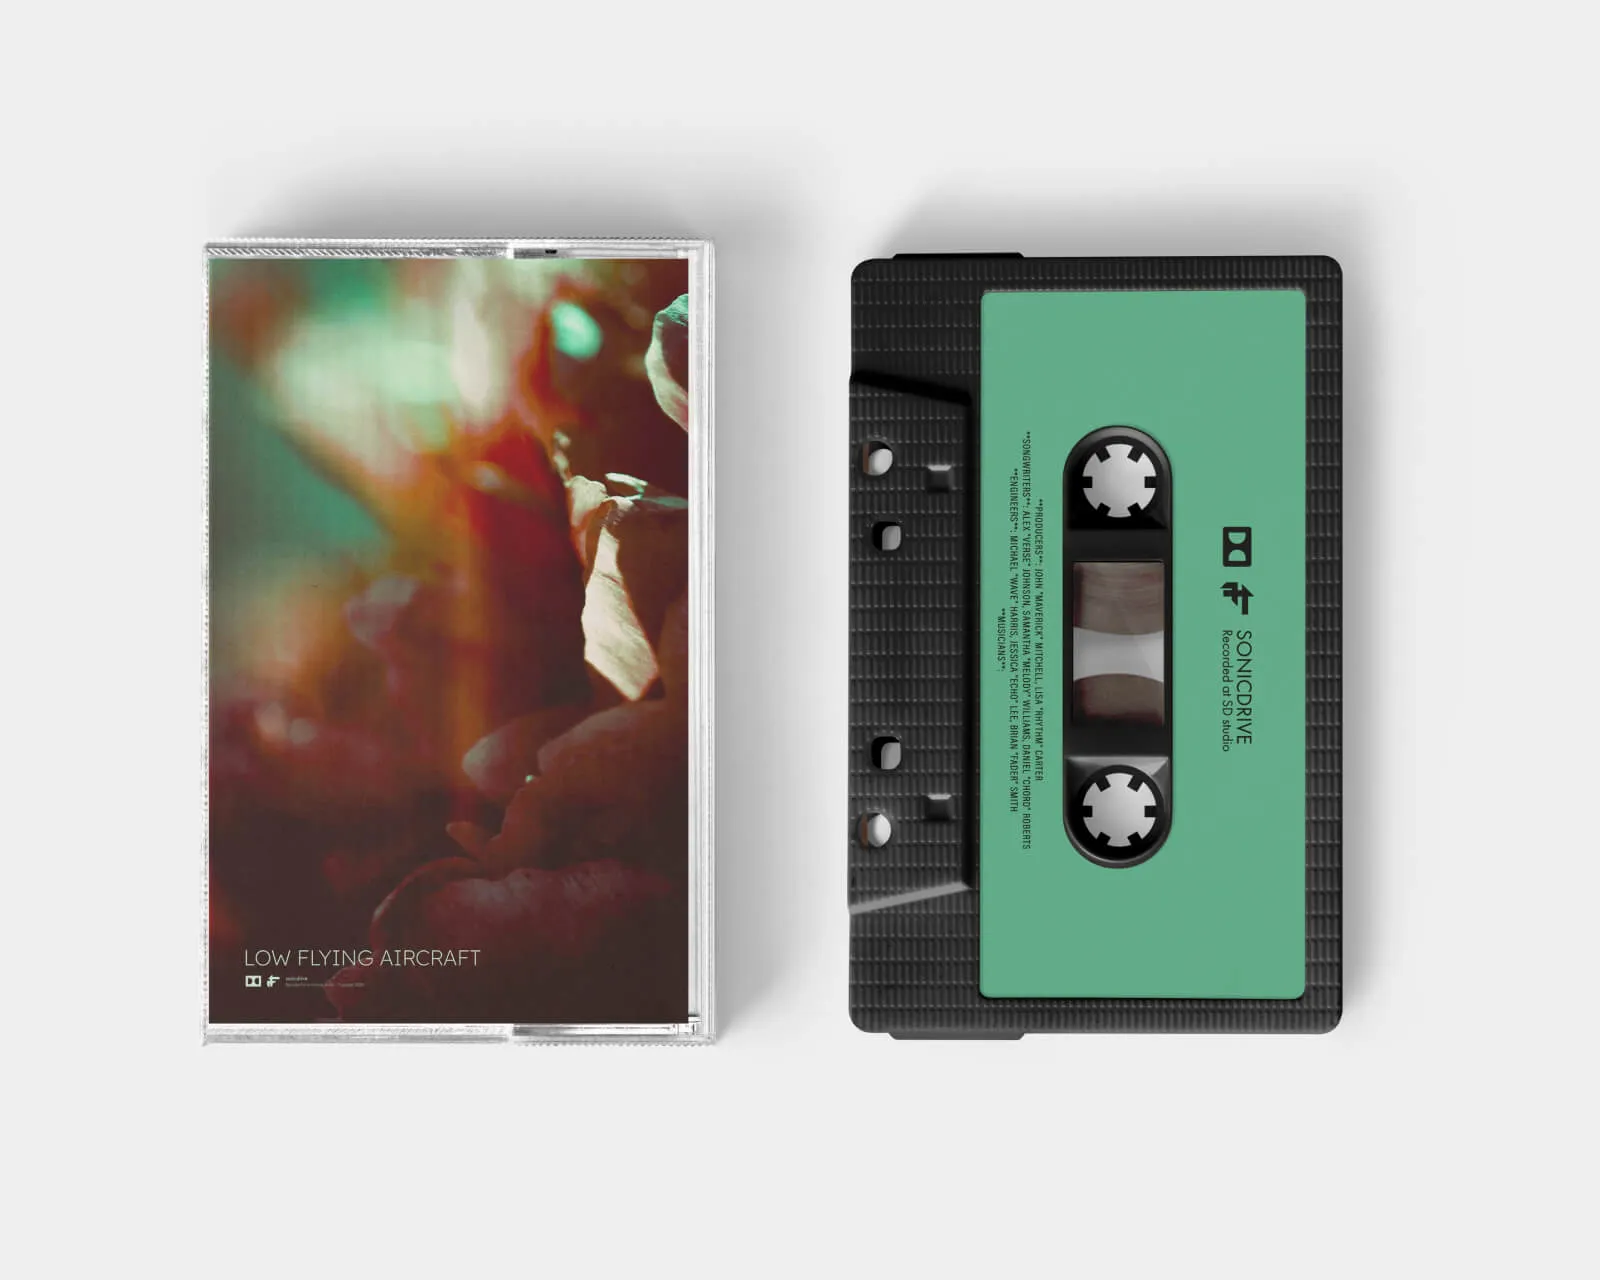 LOW FLYING AIRCRAFT
sonicdrive
SONICDRIVE
Recorded at SD studio
**PRODUCERS**: JOHN "MAVERICK" MITCHELL, LISA "RHYTHM" CARTER
**SONGWRITERS**: ALEX "VERSE" JOHNSON, SAMANTHA "MELODY" WILLIAMS, DANIEL "CHORD" ROBERTS
**ENGINEERS**: MICHAEL "WAVE" HARRIS, JESSICA "ECHO" LEE, BRIAN "FADER" SMITH
**MUSICIANS**: